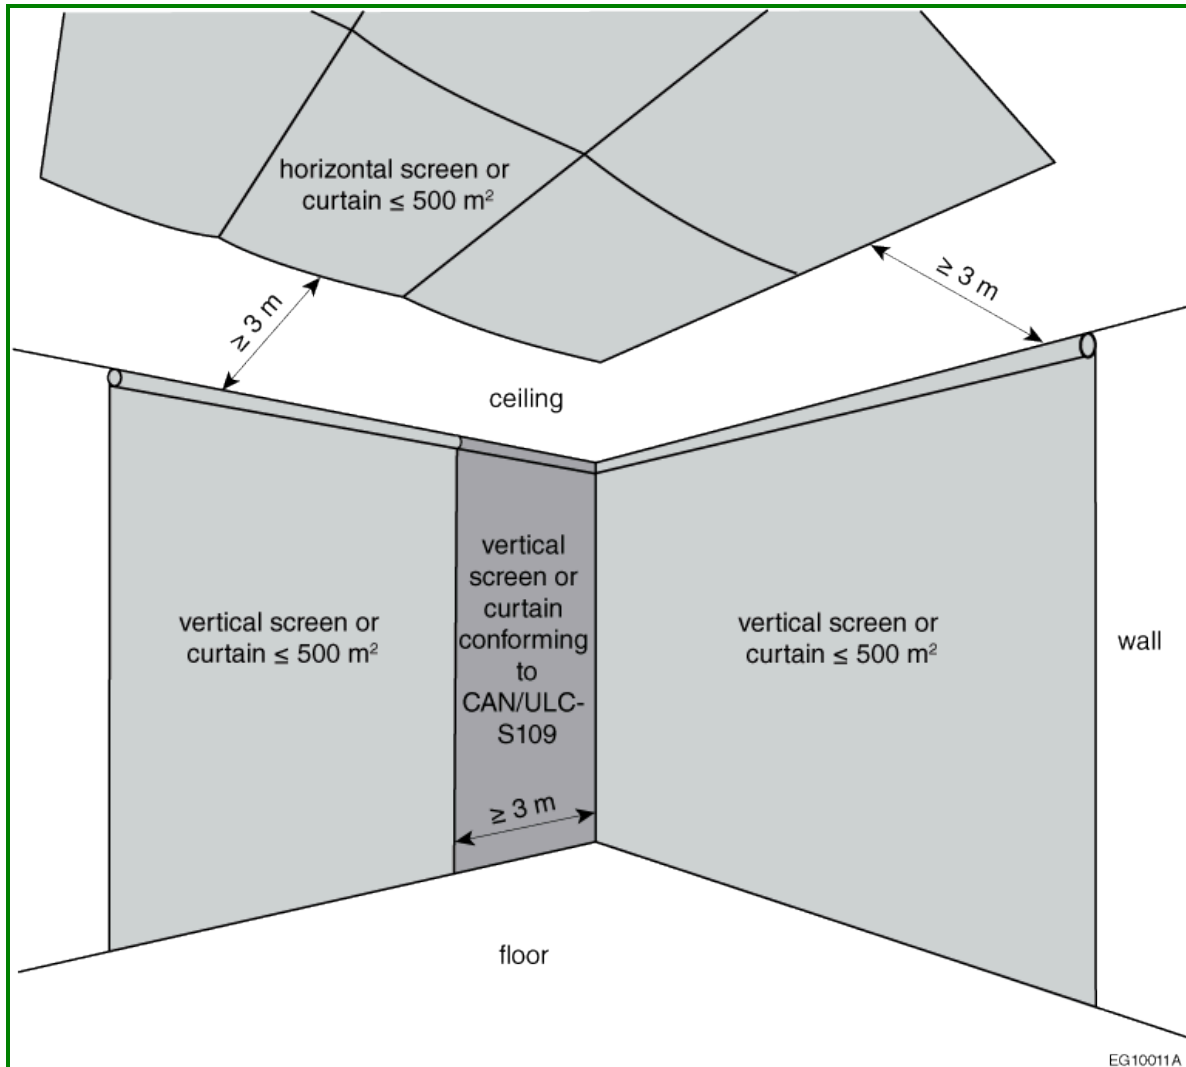 horizontal screen or
curtain ≤ 500 m²
≥ 3 m
≥ 3 m
ceiling
vertical screen or
curtain ≤ 500 m²
vertical
screen or
curtain
conforming
to
CAN/ULC-
S109
≥ 3 m
vertical screen or
curtain ≤ 500 m²
wall
floor
EG10011A